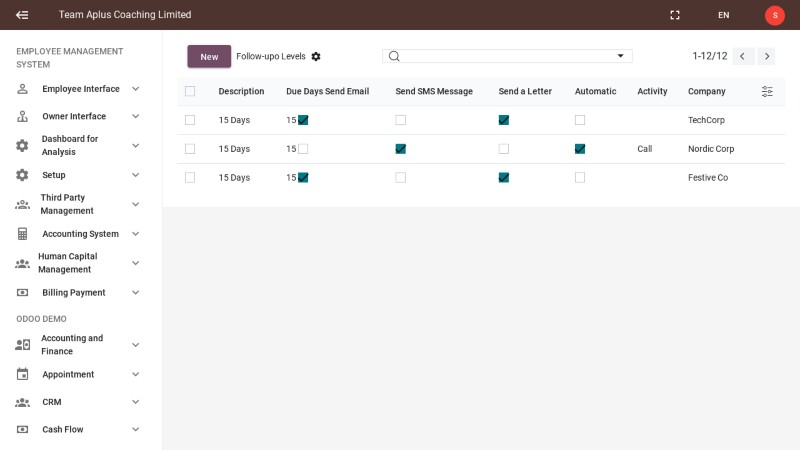 Team Aplus Coaching Limited
EN
S
EMPLOYEE MANAGEMENT
SYSTEM
Employee Interface
Owner Interface
Dashboard for
Analysis
Setup
Third Party
Management
Accounting System
Human Capital
Management
Billing Payment
ODOO DEMO
Accounting and
Finance
Appointment
CRM
Cash Flow
New
Follow-upo Levels
1-12/12
Description Due Days Send Email Send SMS Message Send a Letter Automatic Activity Company
15 Days 15 TechCorp
15 Days 15 Call Nordic Corp
15 Days 15 Festive Co